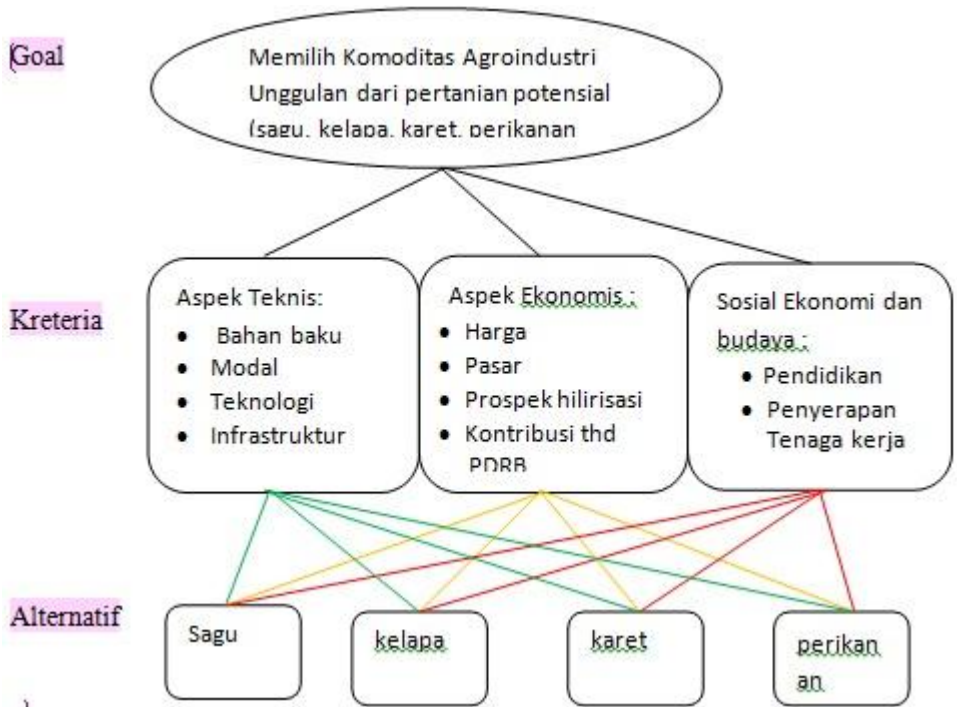 (Goal
Memilih Komoditas Agroindustri
Unggulan dari pertanian potensial
(sagu, kelapa, karet, perikanan
Kreteria
Aspek Teknis:
• Bahan baku
• Modal
• Teknologi
• Infrastruktur
Aspek Ekonomis :
• Harga
• Pasar
• Prospek hilirisasi
• Kontribusi thd
PDRB
Sosial Ekonomi dan
budaya :
• Pendidikan
• Penyerapan
Tenaga kerja
Alternatif
Sagu
kelapa
karet
perikan
an